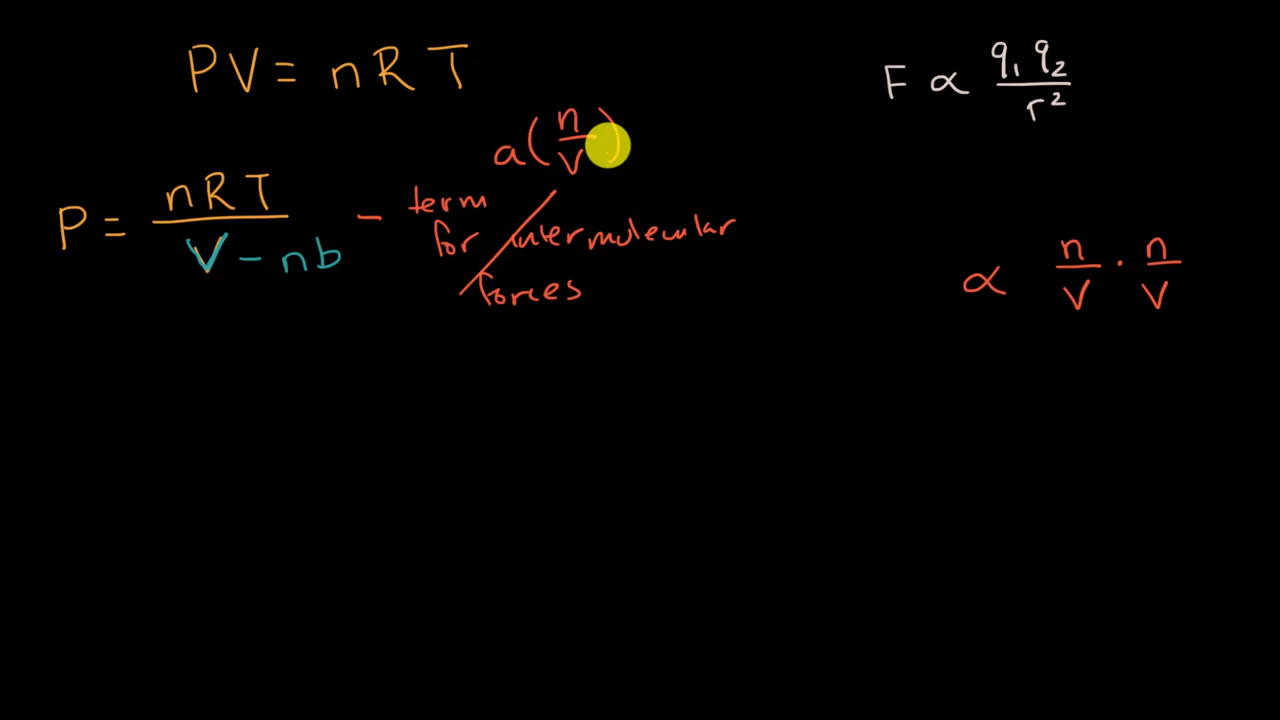 PV = nRT
F ∝ q₁q₂/r²
a(n/V)
P = nRT/(V - nb) - term
for intermolecular
forces
∝ n/V · n/V